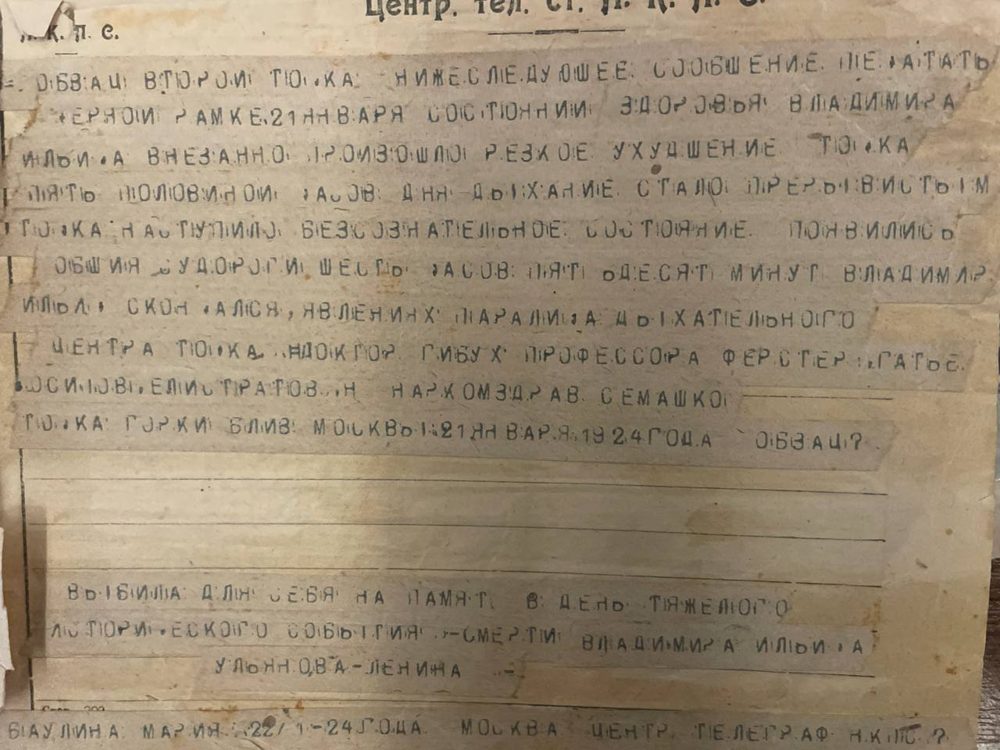 Центр. тел. ст. Н. К. П. С.
Н. К. П. С.
= ОБВАЦ ВТОРОЙ ТОЧКА НИЖЕСЛЕДУЮЩЕЕ СООБЩЕНИЕ ПЕЧАТАТЬ
ЧЕРНОЙ РАМКЕ 21 ЯНВАРЯ СОСТОЯНИИ ЗДОРОВЬЯ ВЛАДИМИРА
ИЛЬИЧА ВНЕЗАПНО ПРОИЗОШЛО РЕЗКОЕ УХУДШЕНИЕ ТОЧКА
ПЯТЬ ПОЛОВИНОЙ ЧАСОВ ДНЯ ДЫХАНИЕ СТАЛО ПРЕРЫВИСТЫМ
ТОЧКА НАСТУПИЛО БЕЗСОЗНАТЕЛЬНОЕ СОСТОЯНИЕ ПОЯВИЛИСЬ
ОБЩИЯ СУДОРОГИ ШЕСТЬ ЧАСОВ ПЯТЬДЕСЯТ МИНУТ ВЛАДИМИР
ИЛЬИЧ СКОНЧАЛСЯ, ЯВЛЕНИЯХ ПАРАЛИЧА ДЫХАТЕЛЬНОГО
ЦЕНТРА ТОЧКА ДОКТОР ГИБУХ ПРОФЕССОРА ФЕРСТЕР
ОСИПОВ ЕЛИСТРАТОВ НАРКОМЗДРАВ СЕМАШКО
ТОЧКА ГОРКИ БЛИВ МОСКВЫ 21 ЯНВАРЯ 1924 ГОДА ОБВАЦ?
ВЫБИЛА ДЛЯ СЕБЯ НА ПАМЯТЬ В ДЕНЬ ТЯЖЕЛОГО
ИСТОРИЧЕСКОГО СОБЫТИЯ -СМЕРТИ ВЛАДИМИРА ИЛЬИЧА
УЛЬЯНОВА-ЛЕНИНА -
БАУЛИНА МАРИЯ 22/1-24 ГОДА МОСКВА ЦЕНТР ТЕЛЕГРАФ Н.К.П.С ?